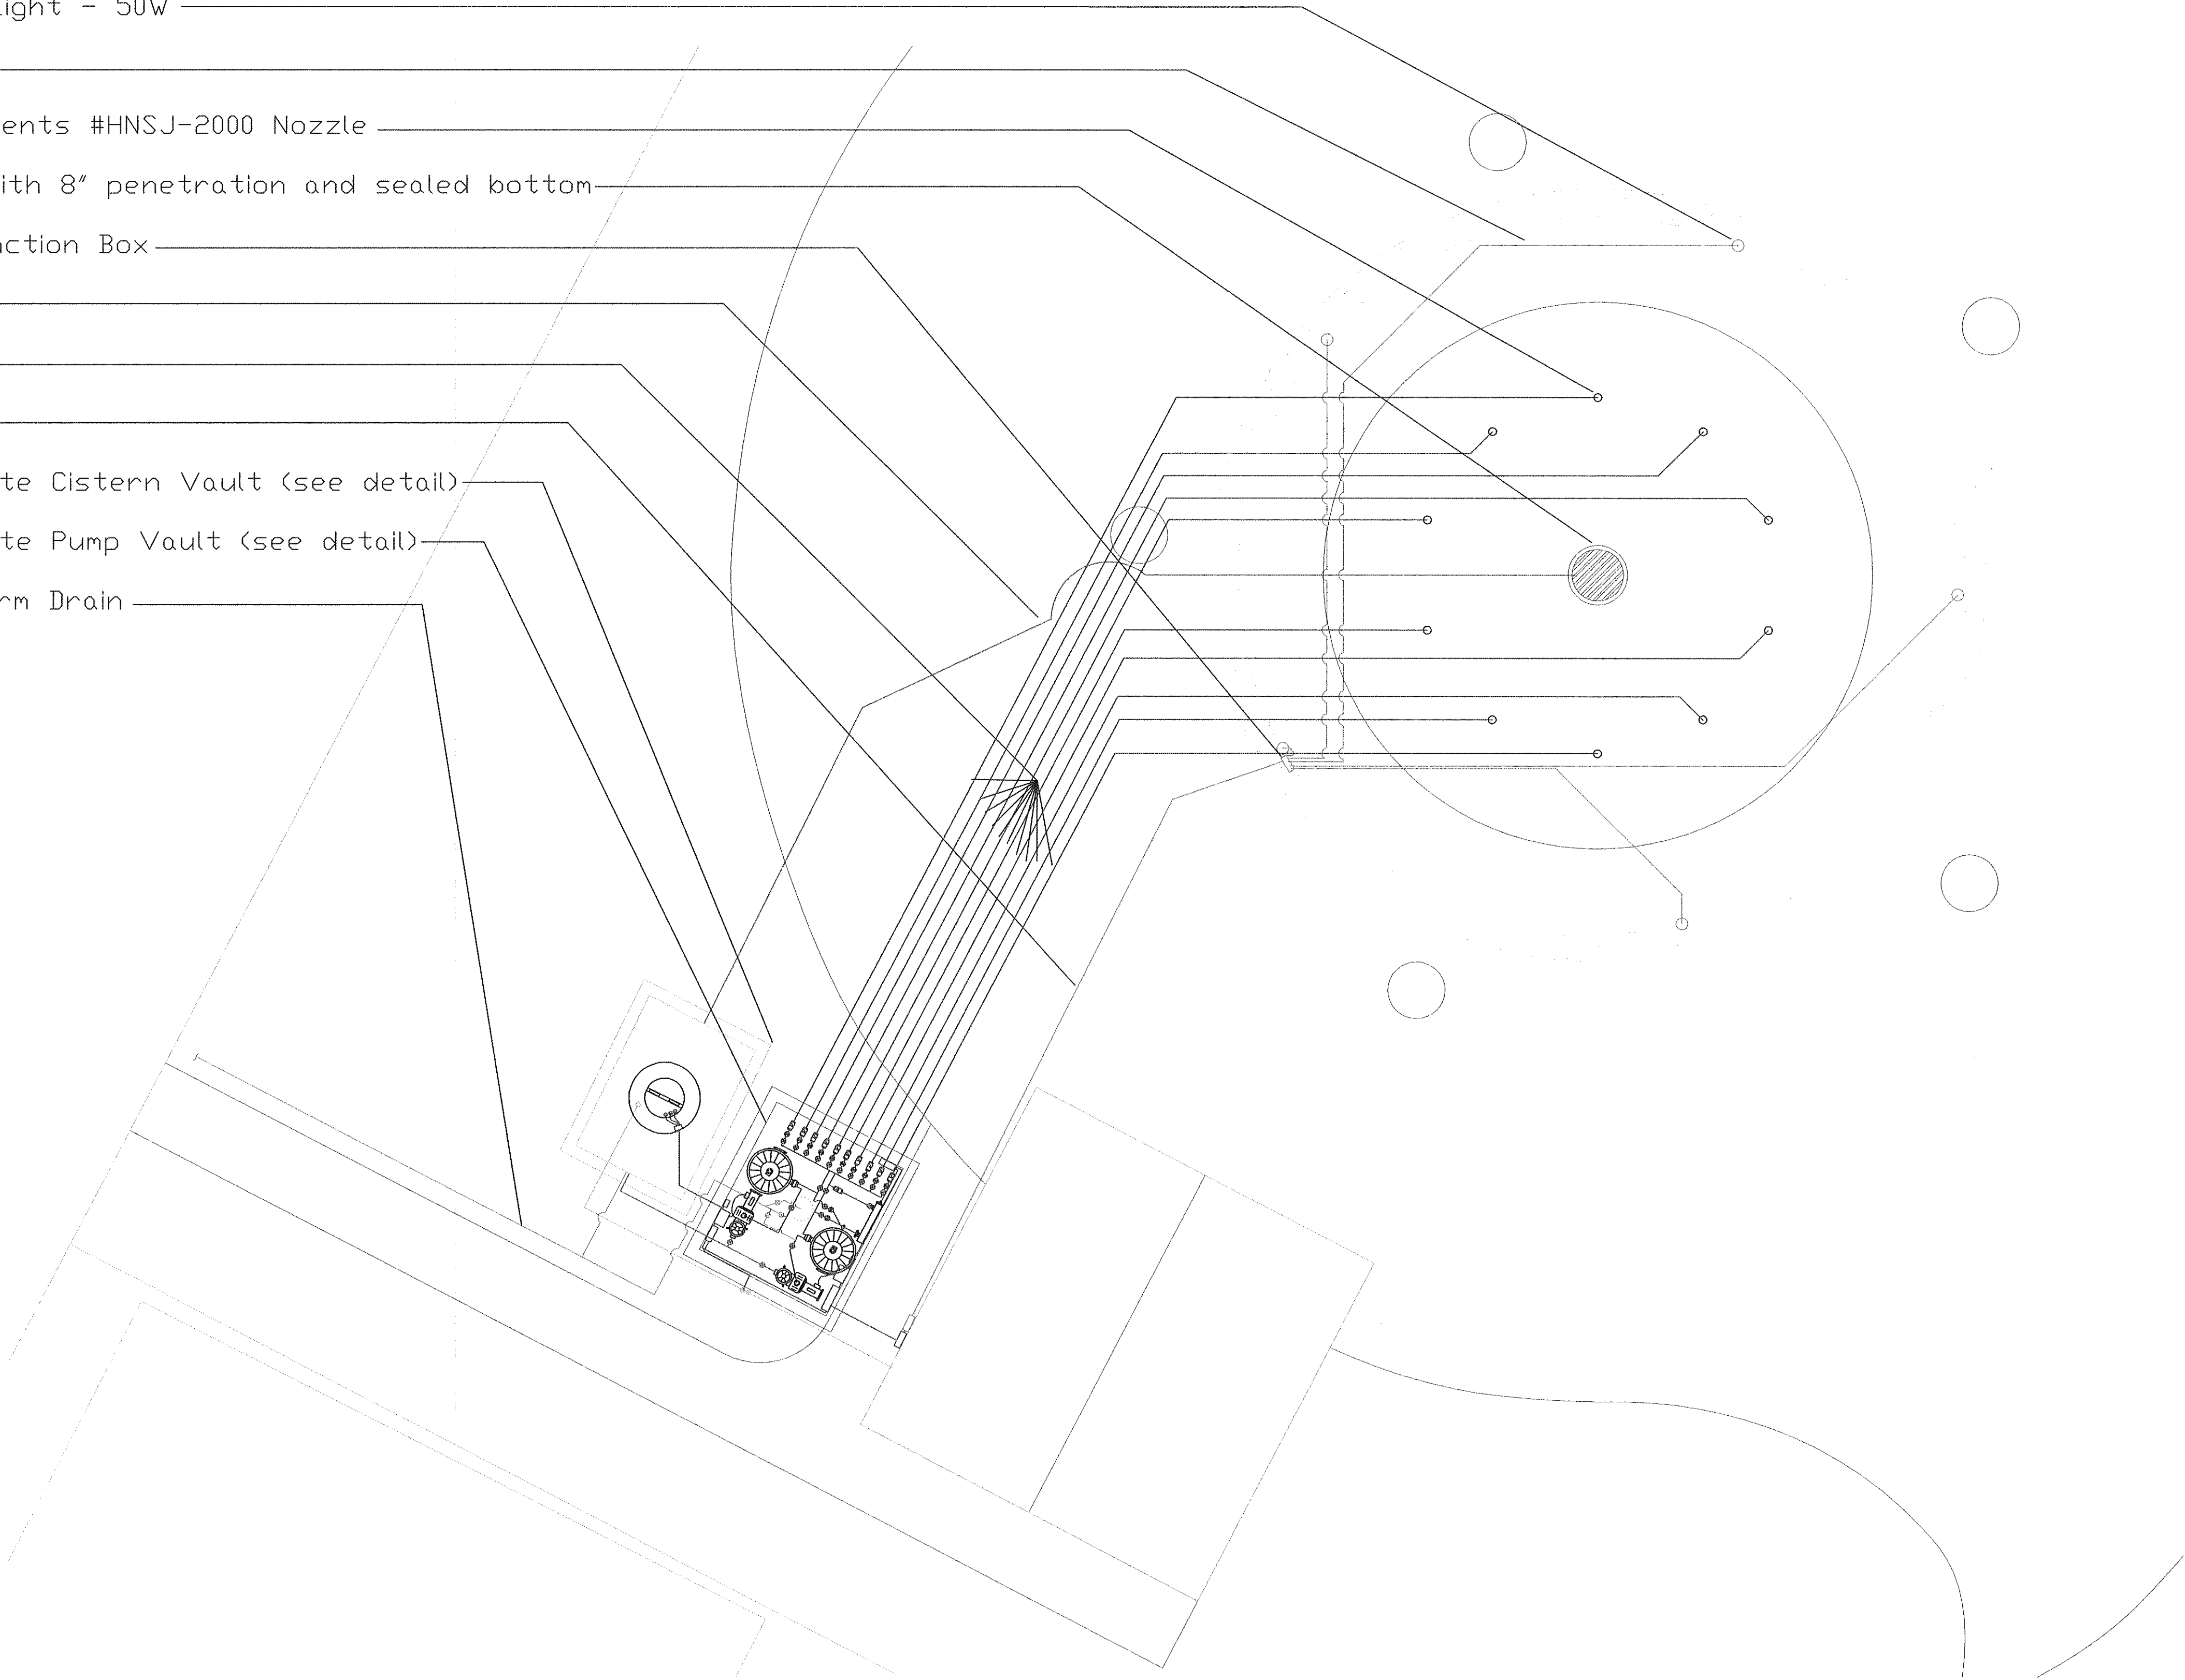 ight - 50W
ents #HNSJ-2000 Nozzle
ith 8" penetration and sealed bottom
ction Box
te Cistern Vault (see detail)
te Pump Vault (see detail)
rm Drain